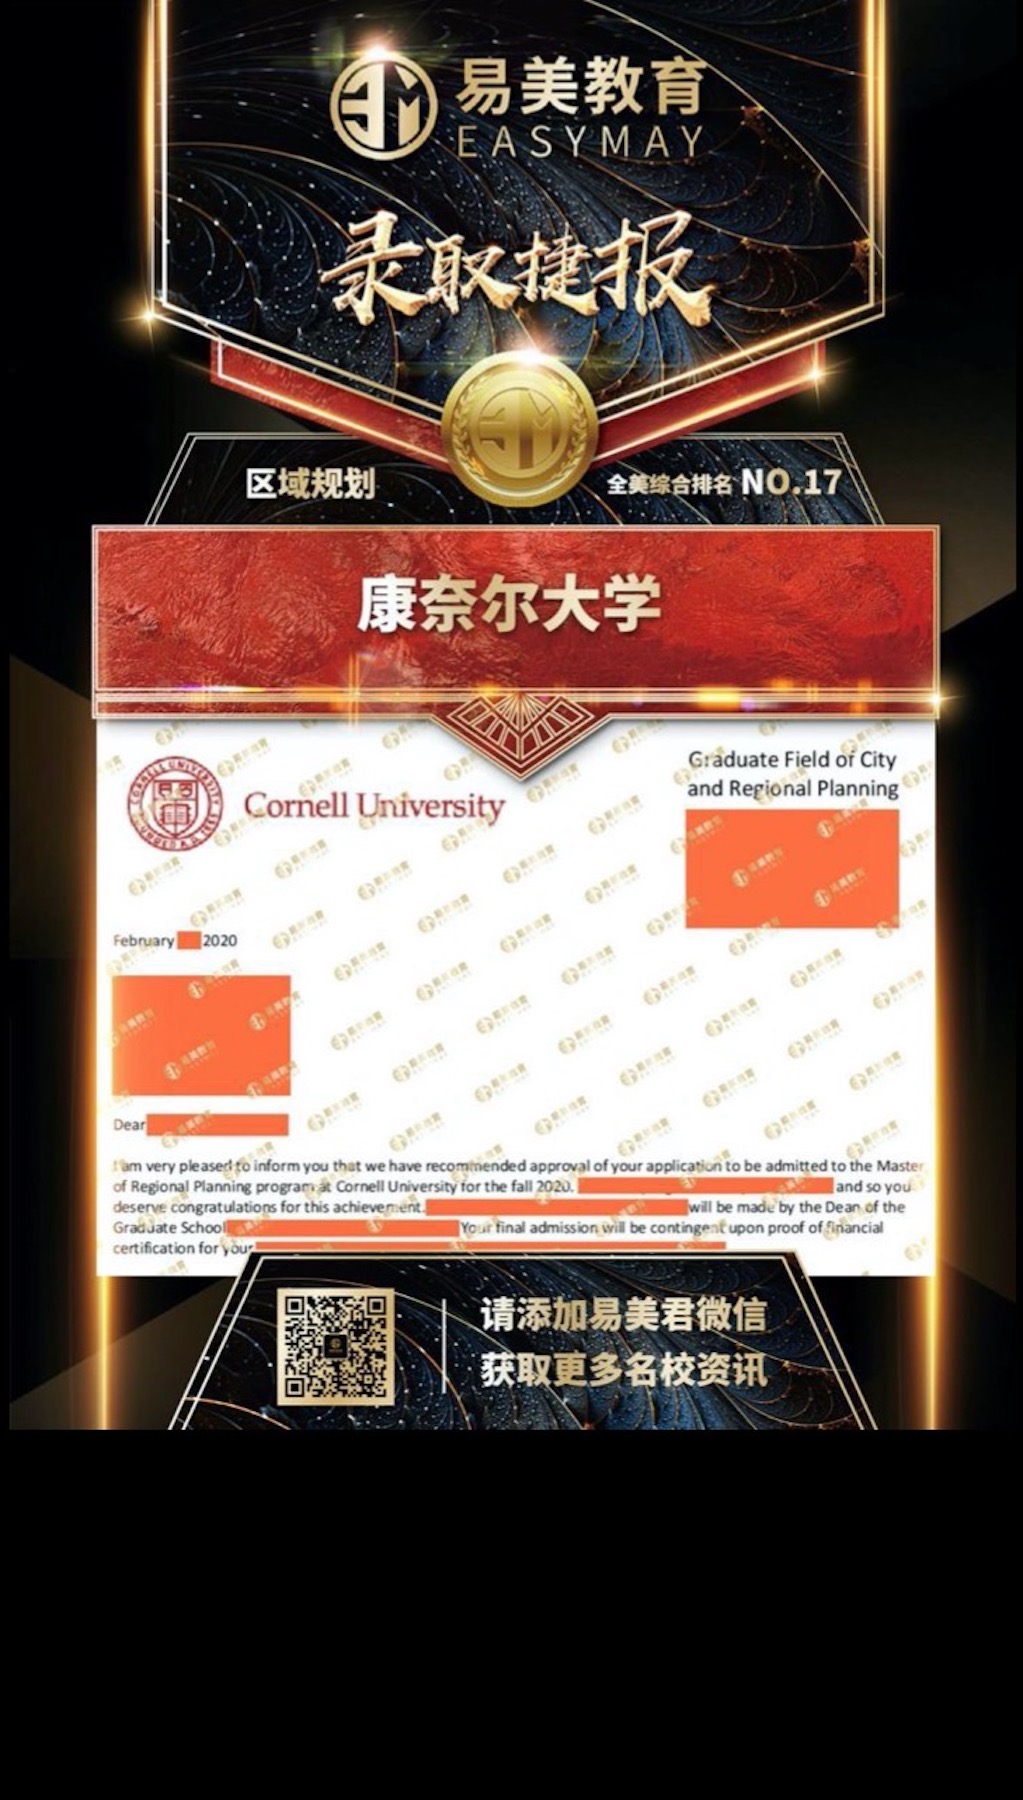 易美教育
EASYMAY
录取捷报
区域规划
全美综合排名 NO.17
康奈尔大学
Cornell University
Graduate Field of City
and Regional Planning
February 2020
Dear
I am very pleased to inform you that we have recommended approval of your application to be admitted to the Master
of Regional Planning program at Cornell University for the fall 2020. and so you
deserve congratulations for this achievement. will be made by the Dean of the
Graduate School Your final admission will be contingent upon proof of financial
certification for your
请添加易美君微信
获取更多名校资讯